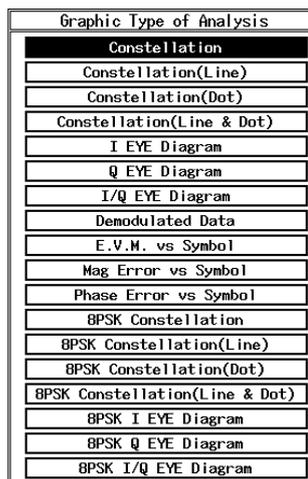 Graphic Type of Analysis
Constellation
Constellation(Line)
Constellation(Dot)
Constellation(Line & Dot)
I EYE Diagram
Q EYE Diagram
I/Q EYE Diagram
Demodulated Data
E.V.M. vs Symbol
Mag Error vs Symbol
Phase Error vs Symbol
8PSK Constellation
8PSK Constellation(Line)
8PSK Constellation(Dot)
8PSK Constellation(Line & Dot)
8PSK I EYE Diagram
8PSK Q EYE Diagram
8PSK I/Q EYE Diagram